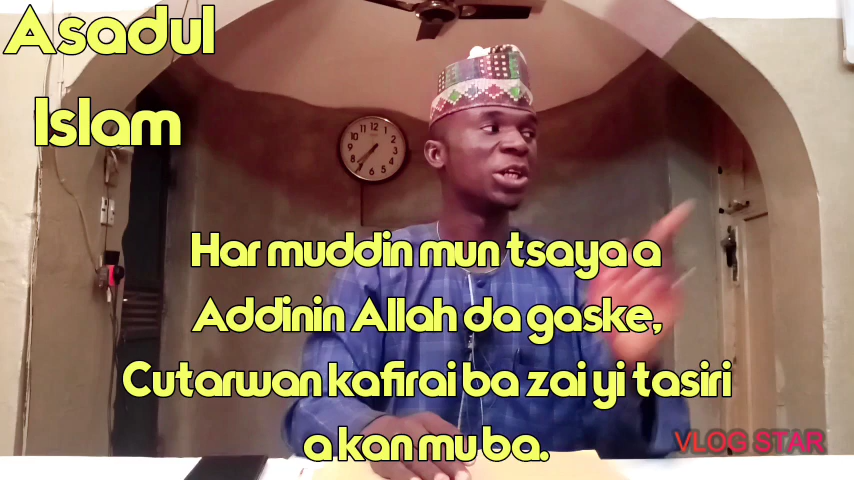 Asadul
Islam
Har muddin mun tsaya a
Addinin Allah da gaske,
Cutarwan kafirai ba zai yi tasiri
a kan mu ba.
VLOG STAR